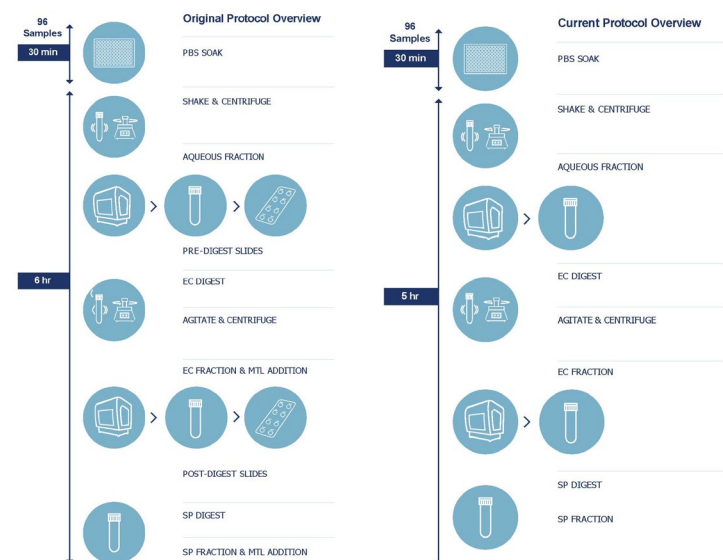 Original Protocol Overview
96
Samples
30 min
PBS SOAK
SHAKE & CENTRIFUGE
AQUEOUS FRACTION
PRE-DIGEST SLIDES
6 hr
EC DIGEST
AGITATE & CENTRIFUGE
EC FRACTION & MTL ADDITION
POST-DIGEST SLIDES
SP DIGEST
SP FRACTION & MTL ADDITION
Current Protocol Overview
96
Samples
30 min
PBS SOAK
SHAKE & CENTRIFUGE
AQUEOUS FRACTION
EC DIGEST
5 hr
AGITATE & CENTRIFUGE
EC FRACTION
SP DIGEST
SP FRACTION